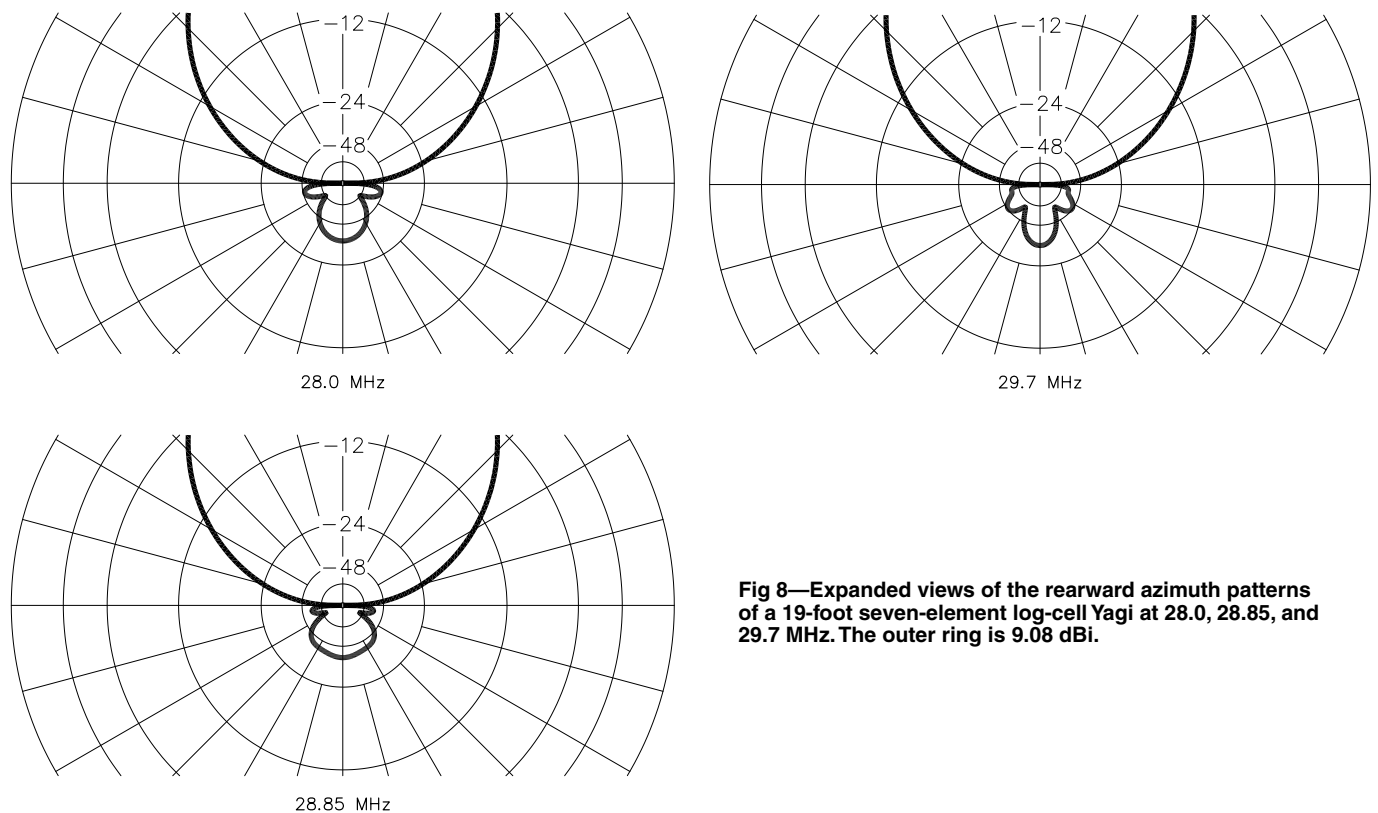 -12
-24
-48
28.0 MHz
-12
-24
-48
29.7 MHz
-12
-24
-48
28.85 MHz
Fig 8—Expanded views of the rearward azimuth patterns
of a 19-foot seven-element log-cell Yagi at 28.0, 28.85, and
29.7 MHz. The outer ring is 9.08 dBi.